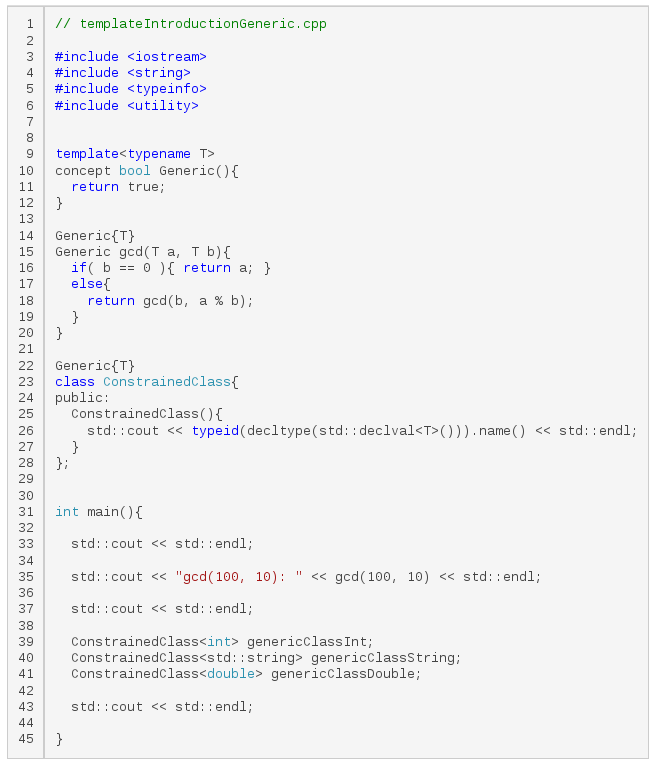 1 // templateIntroductionGeneric.cpp
2
3 #include <iostream>
4 #include <string>
5 #include <typeinfo>
6 #include <utility>
7
8
9 template<typename T>
10 concept bool Generic(){
11   return true;
12 }
13
14 Generic{T}
15 Generic gcd(T a, T b){
16   if( b == 0 ){ return a; }
17   else{
18     return gcd(b, a % b);
19   }
20 }
21
22 Generic{T}
23 class ConstrainedClass{
24 public:
25   ConstrainedClass(){
26     std::cout << typeid(decltype(std::declval<T>())).name() << std::endl;
27   }
28 };
29
30
31 int main(){
32
33   std::cout << std::endl;
34
35   std::cout << "gcd(100, 10): " << gcd(100, 10) << std::endl;
36
37   std::cout << std::endl;
38
39   ConstrainedClass<int> genericClassInt;
40   ConstrainedClass<std::string> genericClassString;
41   ConstrainedClass<double> genericClassDouble;
42
43   std::cout << std::endl;
44
45 }